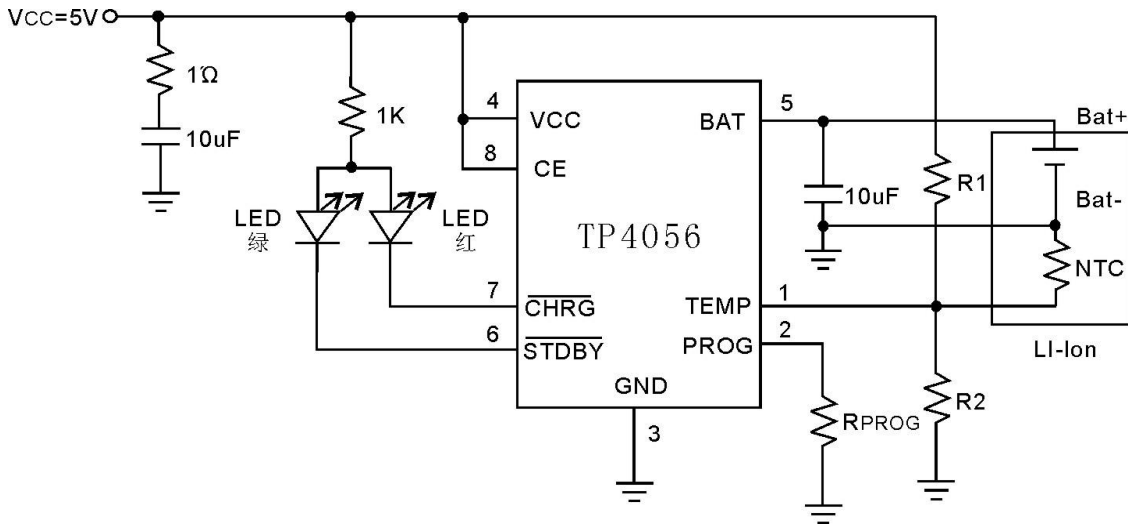 VCC=5V
1Ω
10uF
1K
LED
绿
LED
红
4
VCC
8
CE
7
CHRG
6
STDBY
TP4056
BAT
5
TEMP
1
PROG
2
GND
3
10uF
R1
R2
RPROG
Bat+
Bat-
NTC
LI-Ion